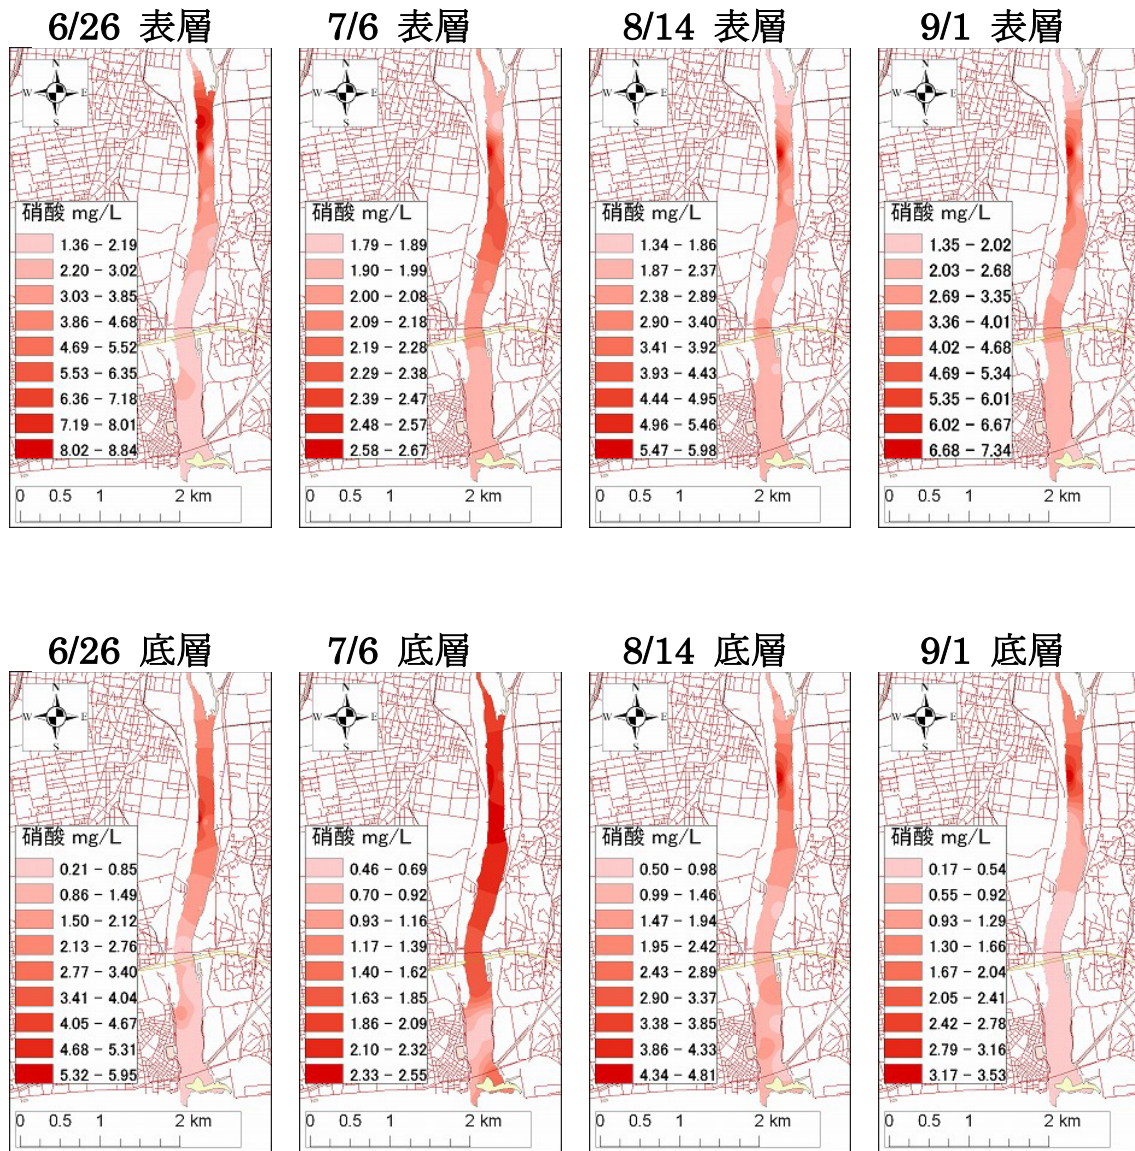 6/26 表層
7/6 表層
8/14 表層
9/1 表層
N
W E
S
硝酸 mg/L
1.36 – 2.19
2.20 – 3.02
3.03 – 3.85
3.86 – 4.68
4.69 – 5.52
5.53 – 6.35
6.36 – 7.18
7.19 – 8.01
8.02 – 8.84
0 0.5 1 2 km
N
W E
S
硝酸 mg/L
1.79 – 1.89
1.90 – 1.99
2.00 – 2.08
2.09 – 2.18
2.19 – 2.28
2.29 – 2.38
2.39 – 2.47
2.48 – 2.57
2.58 – 2.67
0 0.5 1 2 km
N
W E
S
硝酸 mg/L
1.34 – 1.86
1.87 – 2.37
2.38 – 2.89
2.90 – 3.40
3.41 – 3.92
3.93 – 4.43
4.44 – 4.95
4.96 – 5.46
5.47 – 5.98
0 0.5 1 2 km
N
W E
S
硝酸 mg/L
1.35 – 2.02
2.03 – 2.68
2.69 – 3.35
3.36 – 4.01
4.02 – 4.68
4.69 – 5.34
5.35 – 6.01
6.02 – 6.67
6.68 – 7.34
0 0.5 1 2 km
6/26 底層
7/6 底層
8/14 底層
9/1 底層
N
W E
S
硝酸 mg/L
0.21 – 0.85
0.86 – 1.49
1.50 – 2.12
2.13 – 2.76
2.77 – 3.40
3.41 – 4.04
4.05 – 4.67
4.68 – 5.31
5.32 – 5.95
0 0.5 1 2 km
N
W E
S
硝酸 mg/L
0.46 – 0.69
0.70 – 0.92
0.93 – 1.16
1.17 – 1.39
1.40 – 1.62
1.63 – 1.85
1.86 – 2.09
2.10 – 2.32
2.33 – 2.55
0 0.5 1 2 km
N
W E
S
硝酸 mg/L
0.50 – 0.98
0.99 – 1.46
1.47 – 1.94
1.95 – 2.42
2.43 – 2.89
2.90 – 3.37
3.38 – 3.85
3.86 – 4.33
4.34 – 4.81
0 0.5 1 2 km
N
W E
S
硝酸 mg/L
0.17 – 0.54
0.55 – 0.92
0.93 – 1.29
1.30 – 1.66
1.67 – 2.04
2.05 – 2.41
2.42 – 2.78
2.79 – 3.16
3.17 – 3.53
0 0.5 1 2 km